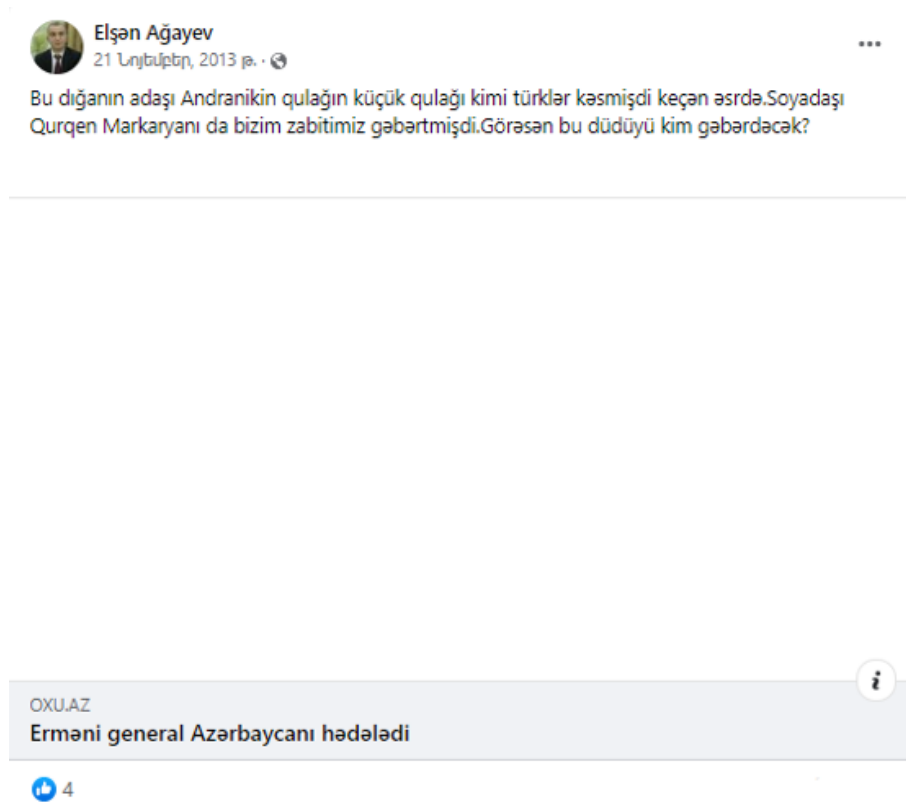 Elşən Ağayev
21 Նոյեմբեր, 2013 թ. ·
Bu dığanın adaşı Andranikin qulağın küçük qulağı kimi türklər kəsmişdi keçən əsrdə.Soyadaşı
Qurqen Markaryanı da bizim zabitimiz gəbərtmişdi.Görəsən bu düdüyü kim gəbərdəcək?
OXU.AZ
Erməni general Azərbaycanı hədələdi
4